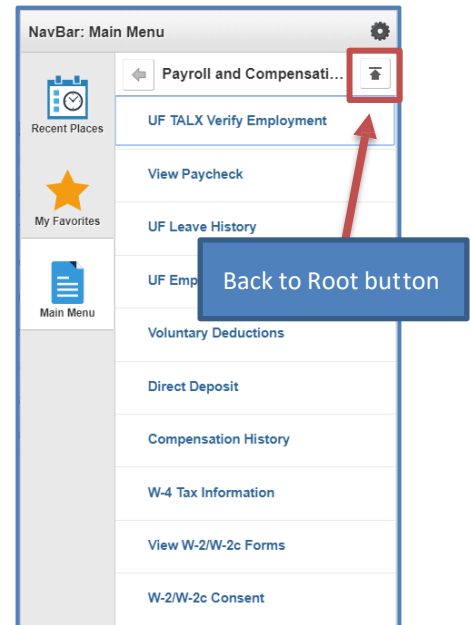 NavBar: Main Menu
Payroll and Compensati...
Recent Places
My Favorites
Main Menu
UF TALX Verify Employment
View Paycheck
UF Leave History
UF Emp
Voluntary Deductions
Direct Deposit
Compensation History
W-4 Tax Information
View W-2/W-2c Forms
W-2/W-2c Consent
Back to Root button